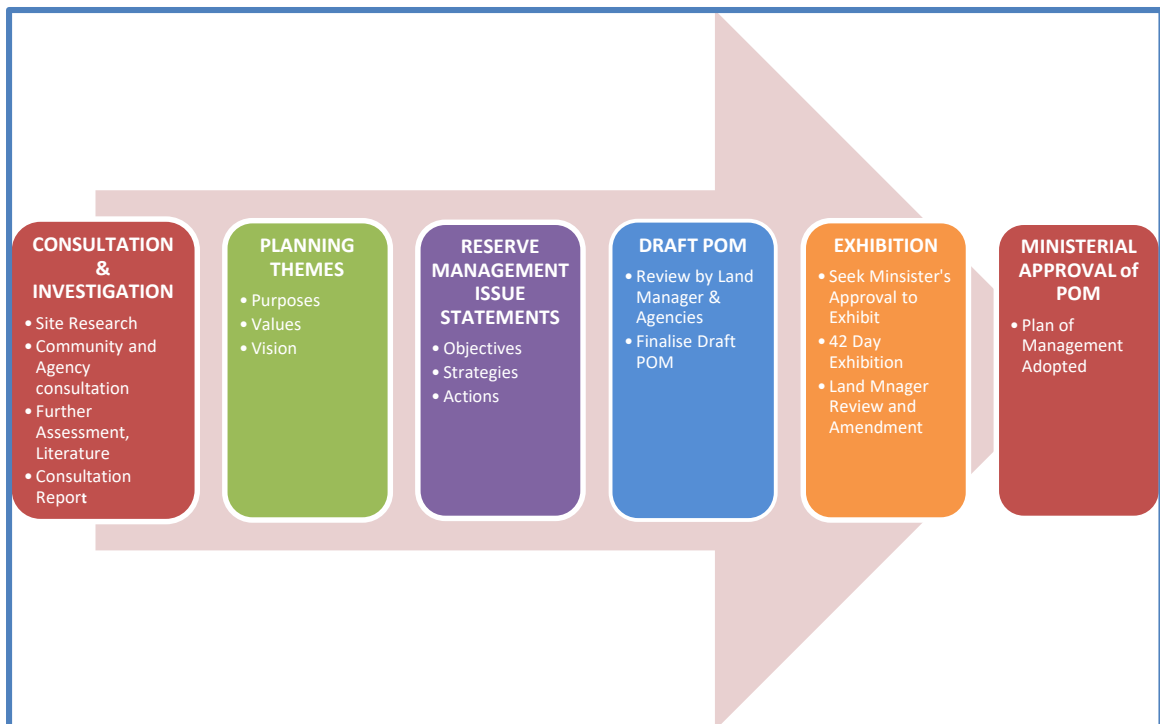 CONSULTATION
&
INVESTIGATION
• Site Research
• Community and
Agency
consultation
• Further
Assessment,
Literature
• Consultation
Report
PLANNING
THEMES
• Purposes
• Values
• Vision
RESERVE
MANAGEMENT
ISSUE
STATEMENTS
• Objectives
• Strategies
• Actions
DRAFT POM
• Review by Land
Manager &
Agencies
• Finalise Draft
POM
EXHIBITION
• Seek Minsister's
Approval to
Exhibit
• 42 Day
Exhibition
• Land Mnager
Review and
Amendment
MINISTERIAL
APPROVAL of
POM
• Plan of
Management
Adopted